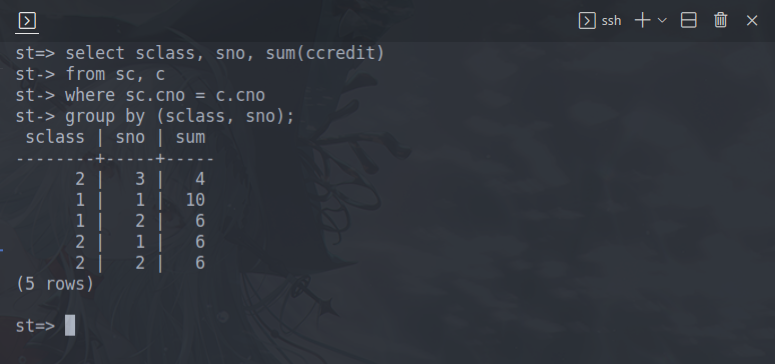 ssh
st=> select sclass, sno, sum(ccredit)
st-> from sc, c
st-> where sc.cno = c.cno
st-> group by (sclass, sno);
 sclass | sno | sum
--------+-----+-----
      2 |   3 |   4
      1 |   1 |  10
      1 |   2 |   6
      2 |   1 |   6
      2 |   2 |   6
(5 rows)
st=>